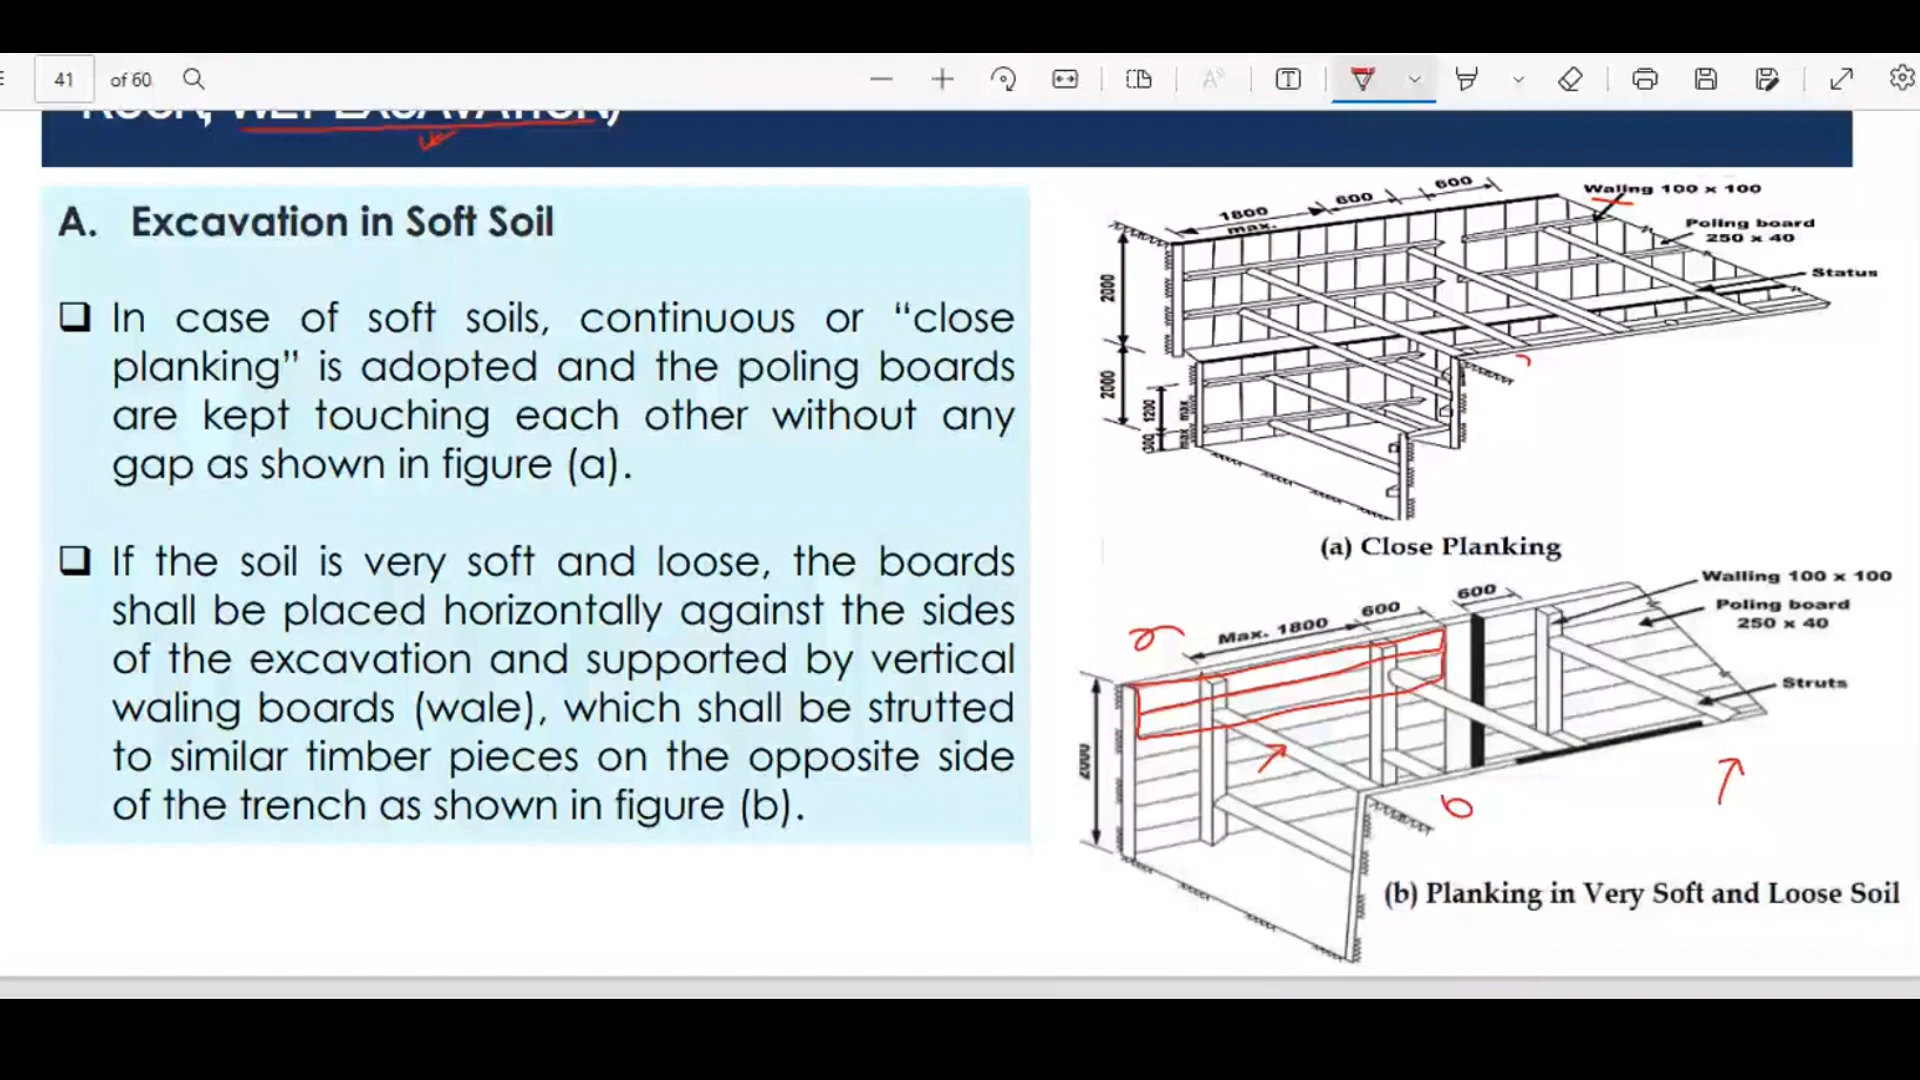 41 of 60
ROCK, WET EXCAVATION)
A. Excavation in Soft Soil
❑ In case of soft soils, continuous or “close
planking” is adopted and the poling boards
are kept touching each other without any
gap as shown in figure (a).
❑ If the soil is very soft and loose, the boards
shall be placed horizontally against the sides
of the excavation and supported by vertical
waling boards (wale), which shall be strutted
to similar timber pieces on the opposite side
of the trench as shown in figure (b).
1800
max.
600
600
Waling 100 x 100
Poling board
250 x 40
Status
2000
2000
1200
max
300
max
(a) Close Planking
Max. 1800
600
600
Walling 100 x 100
Poling board
250 x 40
Struts
2000
(b) Planking in Very Soft and Loose Soil